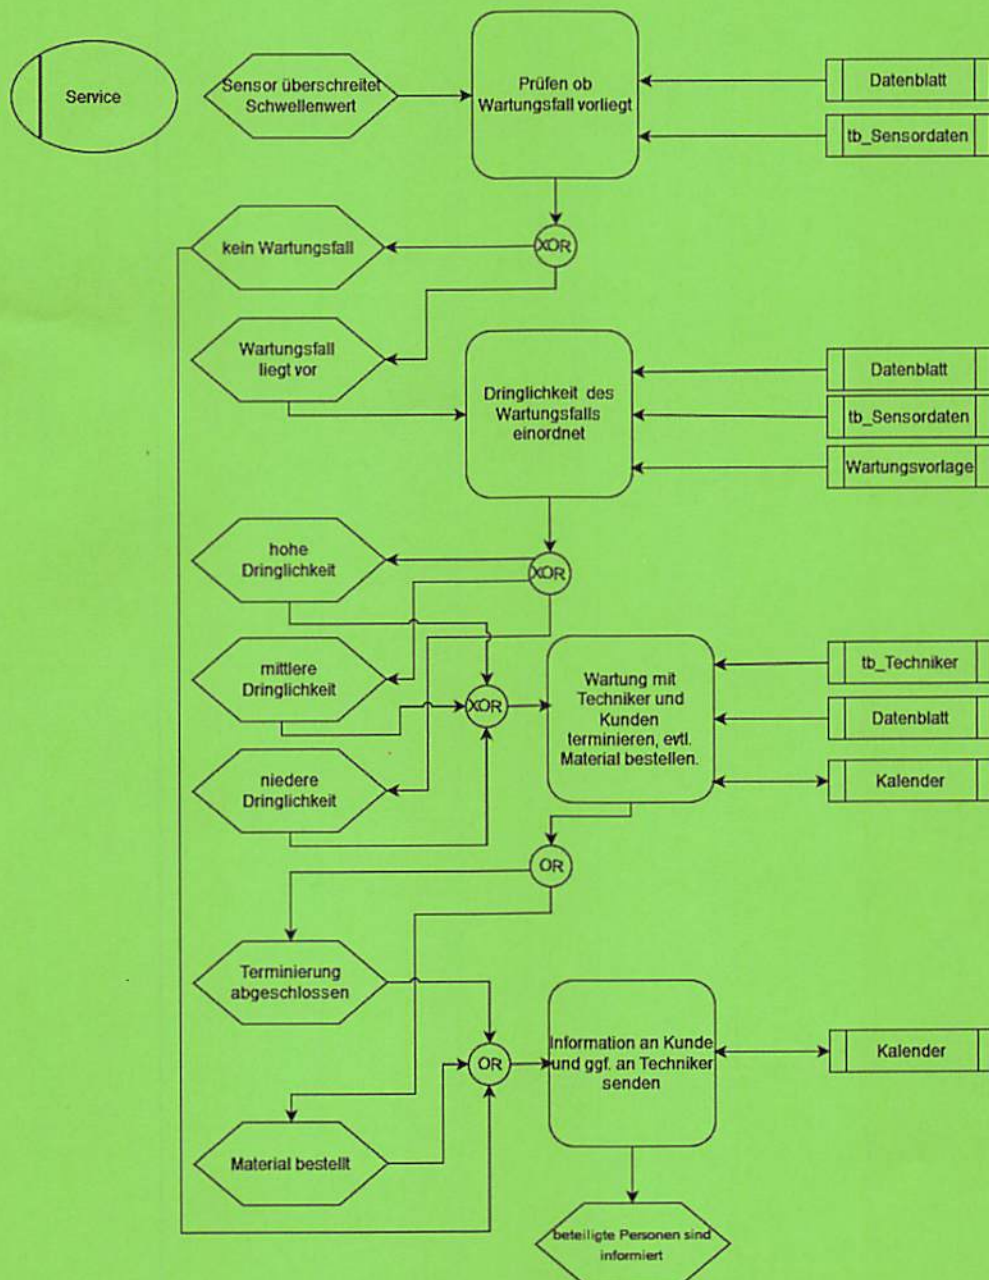 Service
Sensor überschreitet
Schwellenwert
Prüfen ob
Wartungsfall vorliegt
Datenblatt
tb_Sensordaten
kein Wartungsfall
XOR
Wartungsfall
liegt vor
Dringlichkeit des
Wartungsfalls
einordnet
Datenblatt
tb_Sensordaten
Wartungsvorlage
hohe
Dringlichkeit
XOR
mittlere
Dringlichkeit
XOR
Wartung mit
Techniker und
Kunden
terminieren, evtl.
Material bestellen.
tb_Techniker
Datenblatt
Kalender
niedere
Dringlichkeit
OR
Terminierung
abgeschlossen
OR
Information an Kunde
und ggf. an Techniker
senden
Kalender
Material bestellt
beteiligte Personen sind
informiert